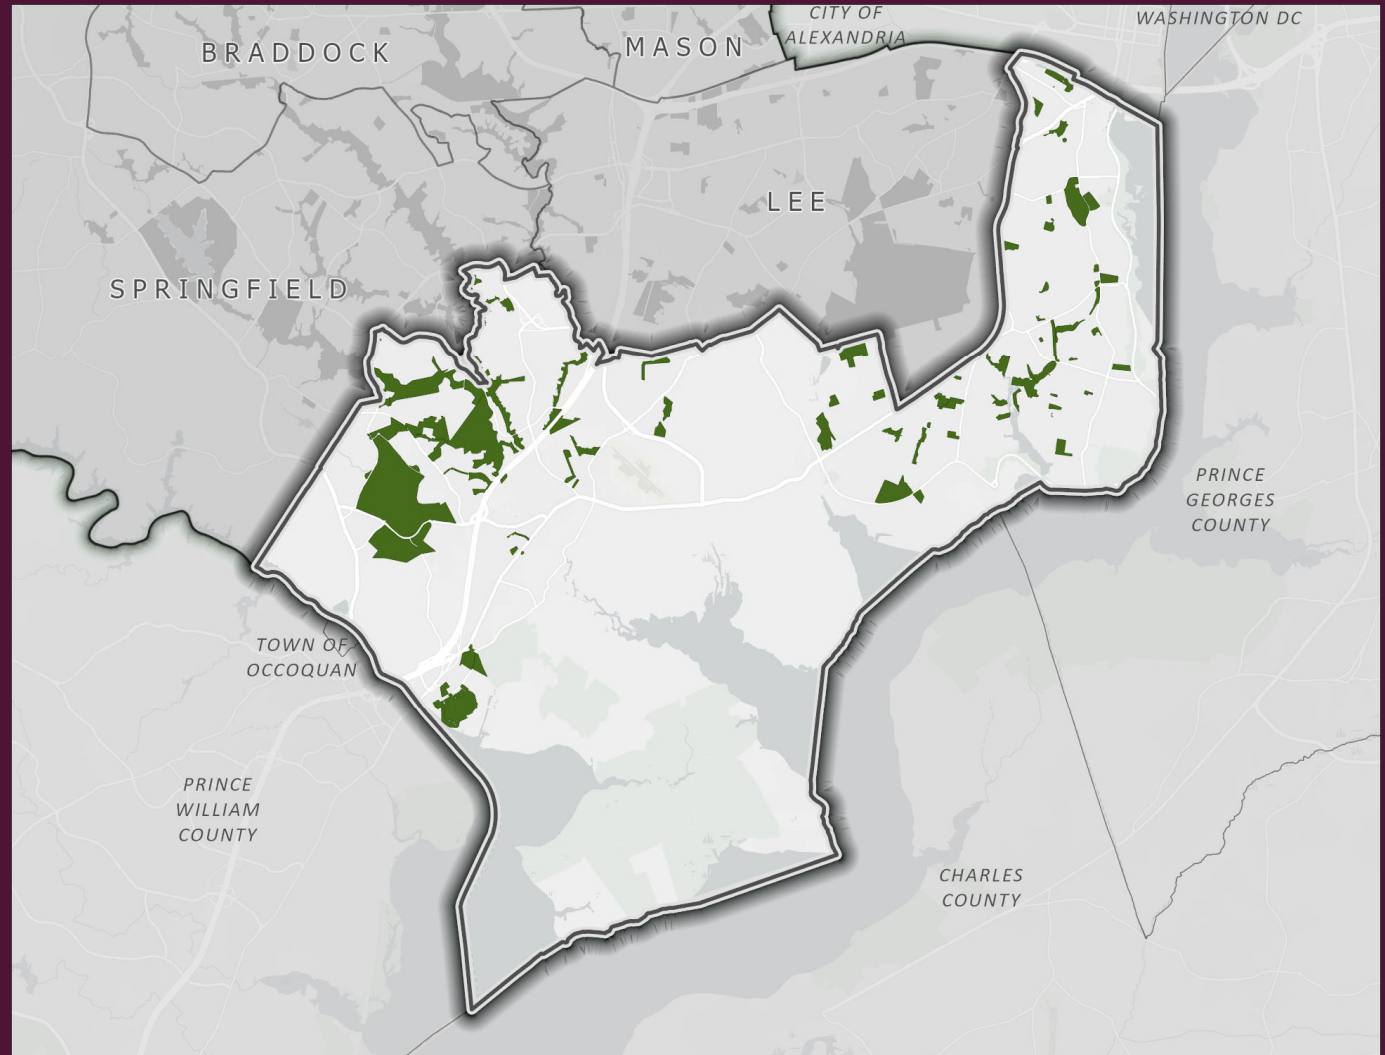 CITY OF
ALEXANDRIA
WASHINGTON DC
BRADDOCK
MASON
LEE
SPRINGFIELD
PRINCE
GEORGES
COUNTY
TOWN OF
OCCOQUAN
PRINCE
WILLIAM
COUNTY
CHARLES
COUNTY